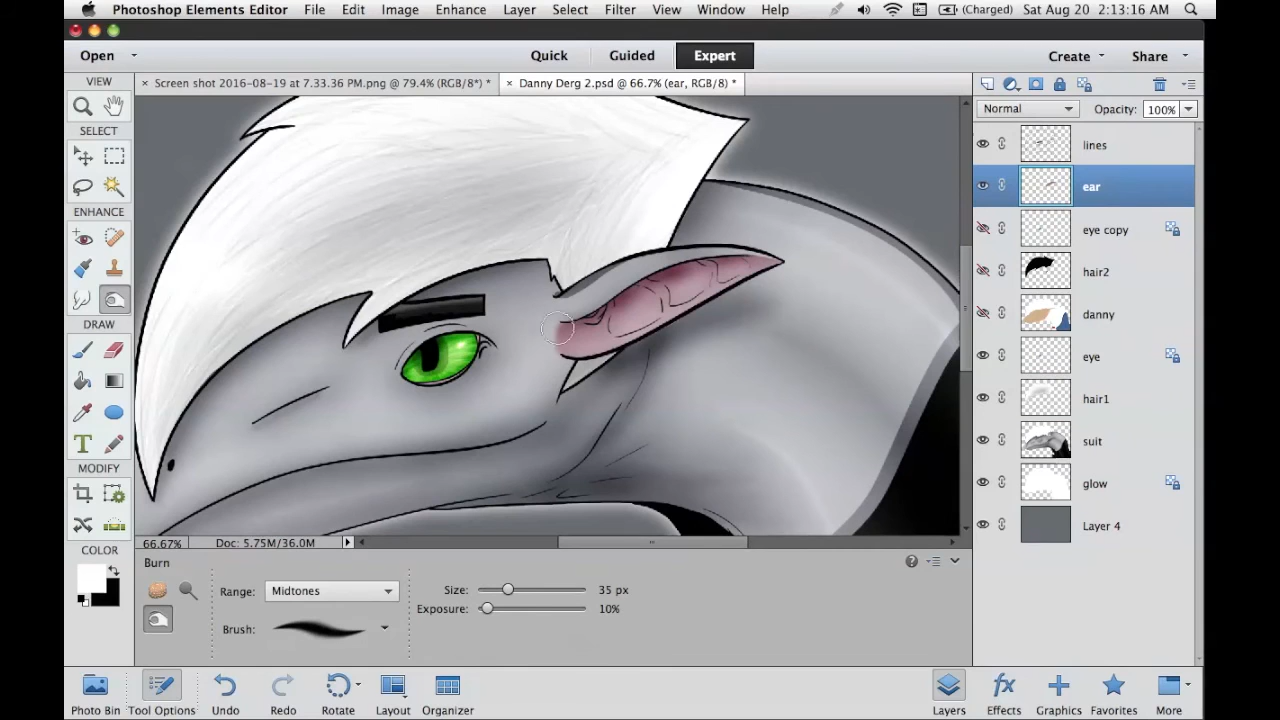 Photoshop Elements Editor File Edit Image Enhance Layer Select Filter View Window Help (Charged) Sat Aug 20 2:13:16 AM
Open Quick Guided Expert Create Share
VIEW
× Screen shot 2016-08-19 at 7.33.36 PM.png @ 79.4% (RGB/8*) *
× Danny Derg 2.psd @ 66.7% (ear, RGB/8) *
Normal Opacity: 100%
SELECT
ENHANCE
DRAW
T
MODIFY
COLOR
lines
ear
eye copy
hair2
danny
eye
hair1
suit
glow
Layer 4
66.67% Doc: 5.75M/36.0M
Burn
Range: Midtones
Brush:
Size: 35 px
Exposure: 10%
Photo Bin Tool Options Undo Redo Rotate Layout Organizer Layers fx Effects Graphics Favorites More